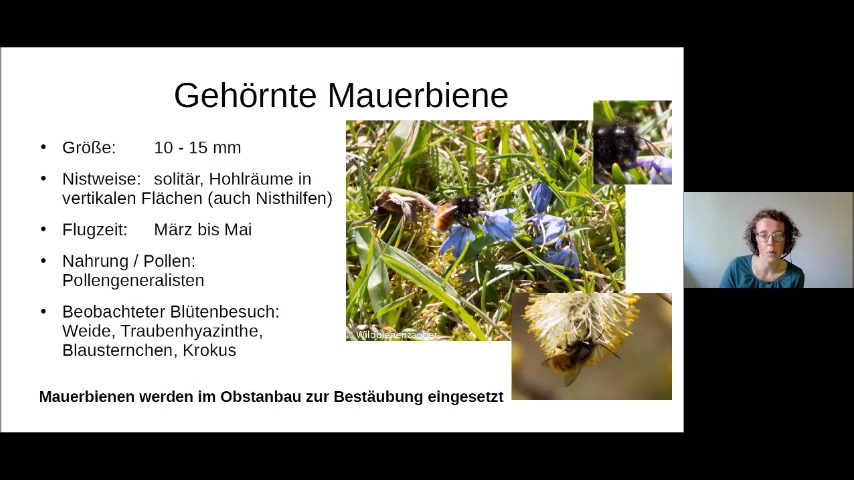 Gehörnte Mauerbiene
• Größe: 10 - 15 mm
• Nistweise: solitär, Hohlräume in
vertikalen Flächen (auch Nisthilfen)
• Flugzeit: März bis Mai
• Nahrung / Pollen:
Pollengeneralisten
• Beobachteter Blütenbesuch:
Weide, Traubenhyazinthe,
Blausternchen, Krokus
© Wildbienenzauber
Mauerbienen werden im Obstanbau zur Bestäubung eingesetzt